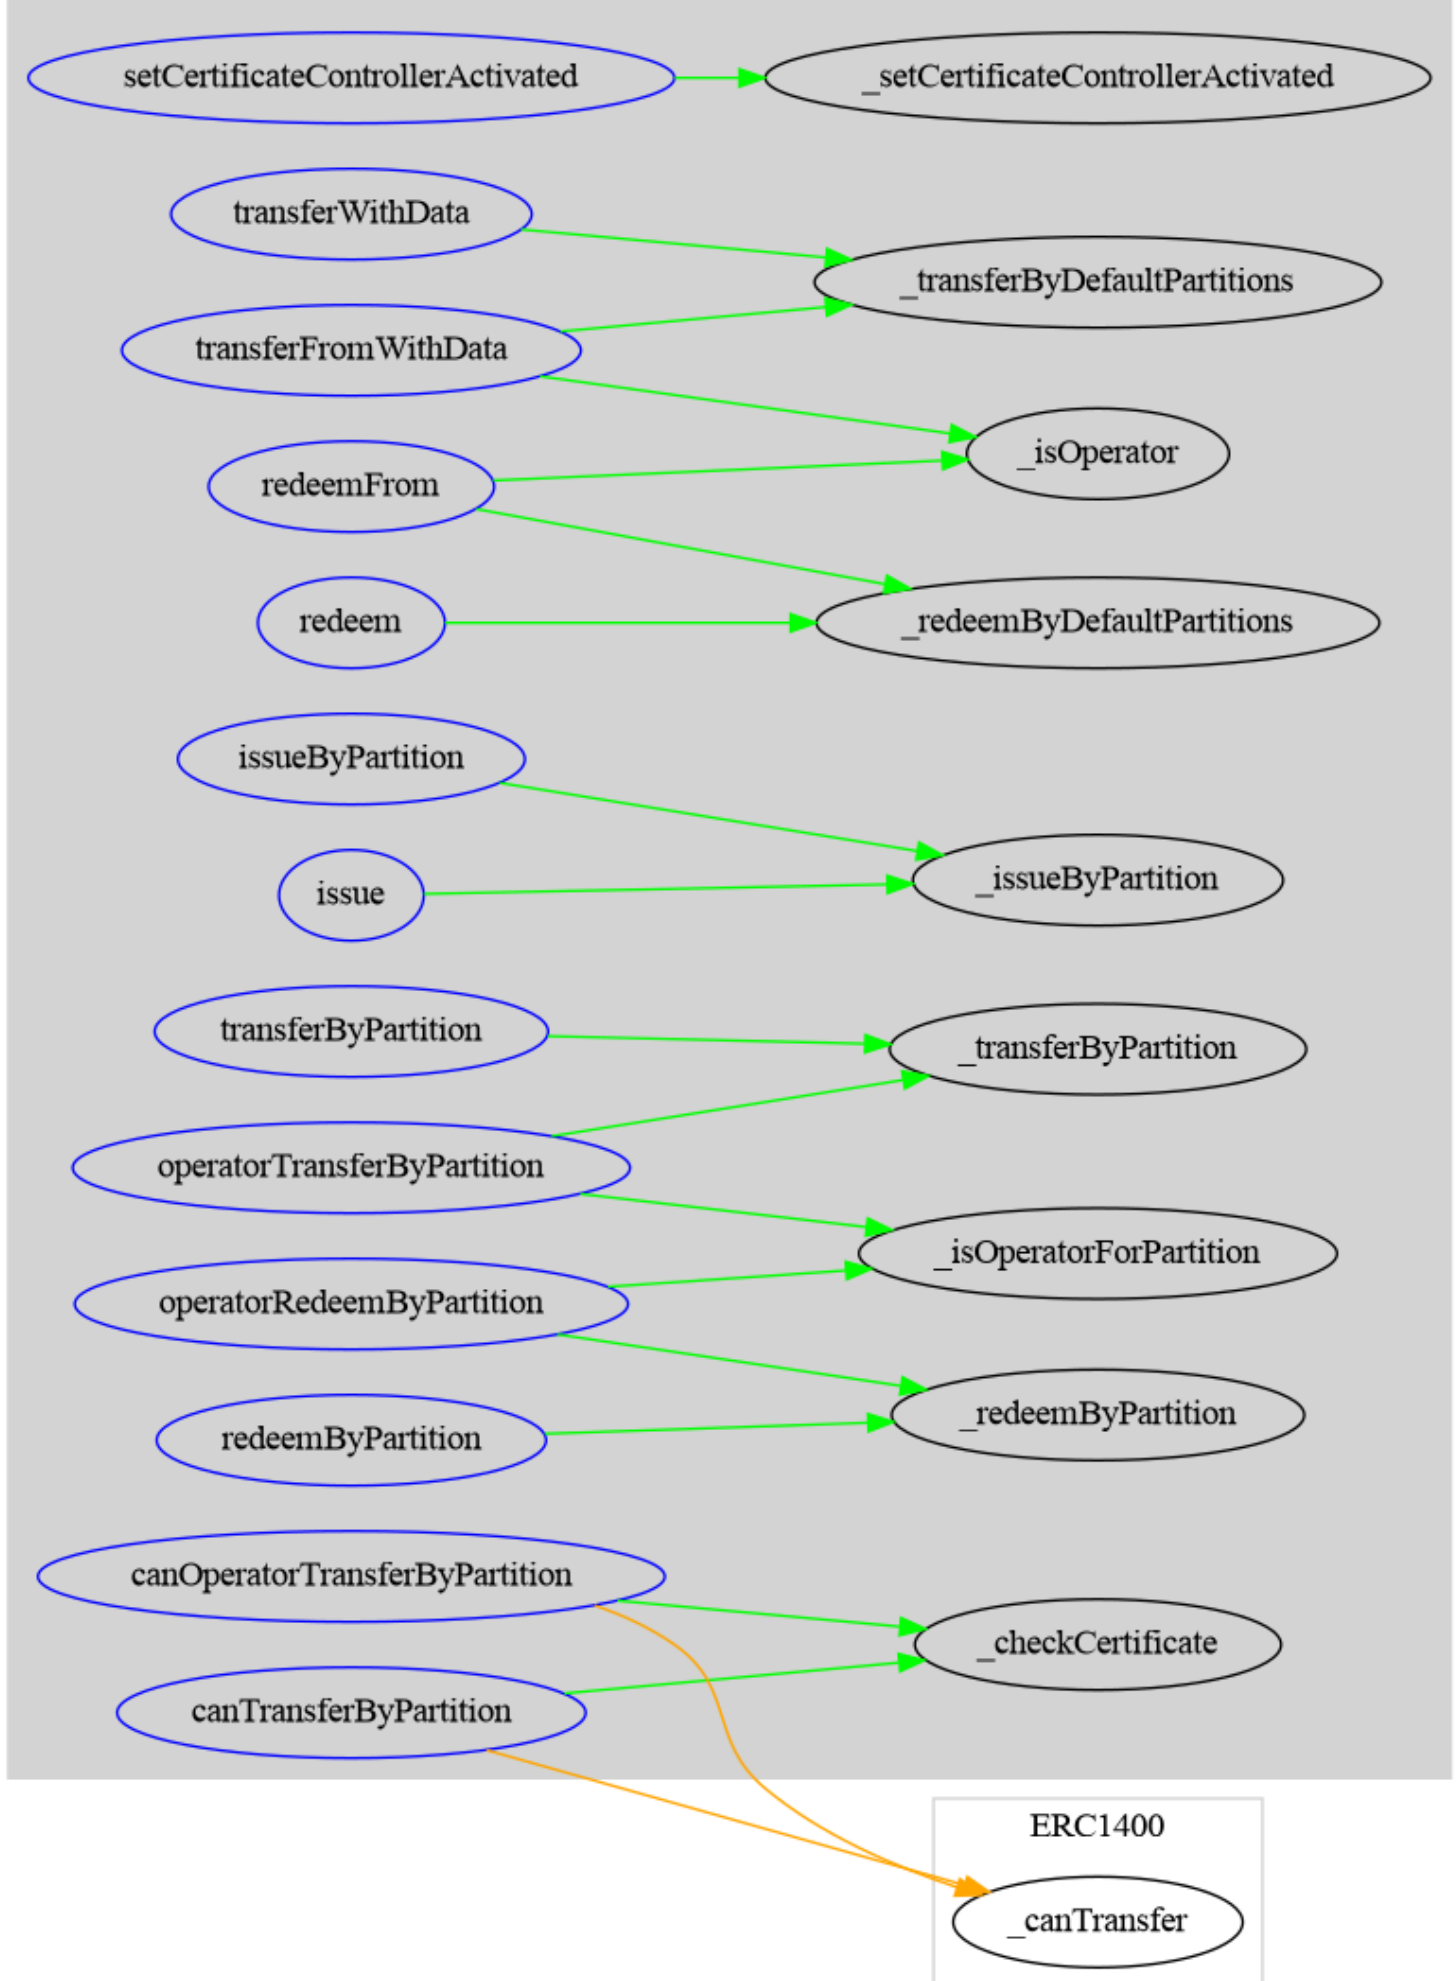 setCertificateControllerActivated
_setCertificateControllerActivated
transferWithData
_transferByDefaultPartitions
transferFromWithData
_isOperator
redeemFrom
redeem
_redeemByDefaultPartitions
issueByPartition
issue
_issueByPartition
transferByPartition
_transferByPartition
operatorTransferByPartition
_isOperatorForPartition
operatorRedeemByPartition
_redeemByPartition
redeemByPartition
canOperatorTransferByPartition
_checkCertificate
canTransferByPartition
ERC1400
_canTransfer